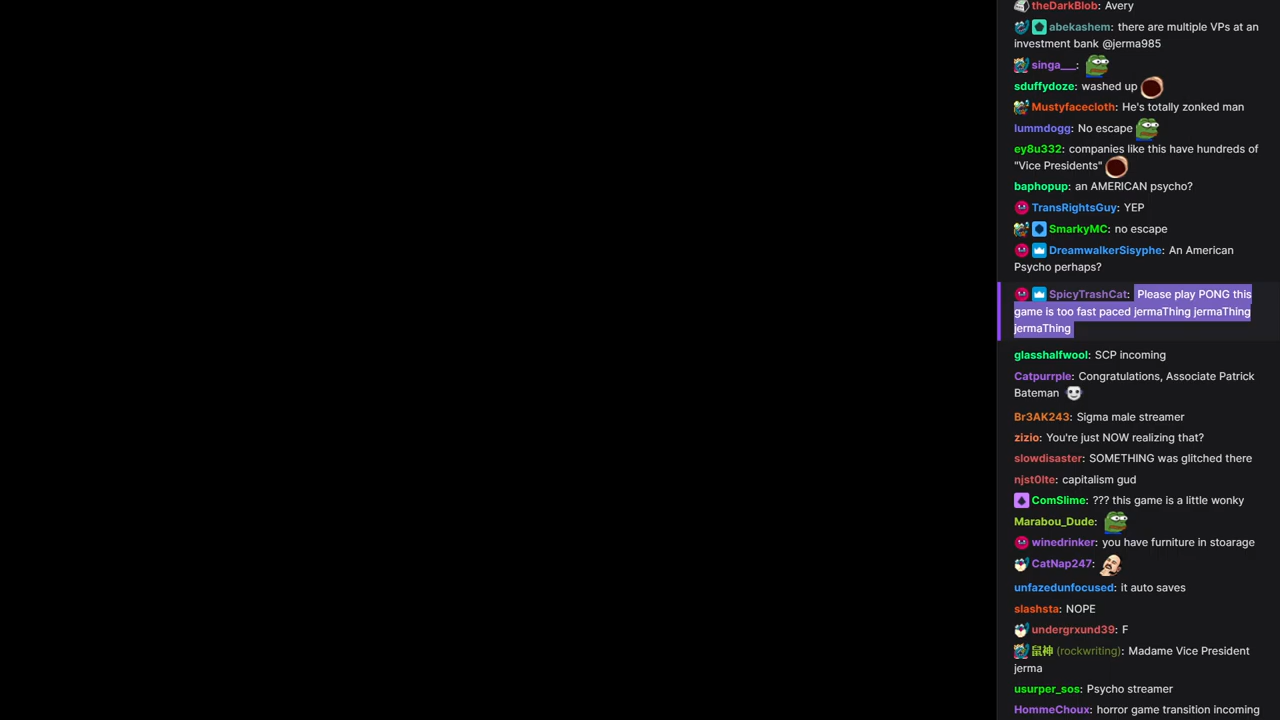 theDarkBlob: Avery
abekashem: there are multiple VPs at an
investment bank @jerma985
singa___:
sduffydoze: washed up
Mustyfacecloth: He's totally zonked man
lummdogg: No escape
ey8u332: companies like this have hundreds of
"Vice Presidents"
baphopup: an AMERICAN psycho?
TransRightsGuy: YEP
SmarkyMC: no escape
DreamwalkerSisyphe: An American
Psycho perhaps?
SpicyTrashCat: Please play PONG this
game is too fast paced jermaThing jermaThing
jermaThing
glasshalfwool: SCP incoming
Catpurrple: Congratulations, Associate Patrick
Bateman
Br3AK243: Sigma male streamer
zizio: You're just NOW realizing that?
slowdisaster: SOMETHING was glitched there
njst0lte: capitalism gud
ComSlime: ??? this game is a little wonky
Marabou_Dude:
winedrinker: you have furniture in stoarage
CatNap247:
unfazedunfocused: it auto saves
slashsta: NOPE
undergrxund39: F
鼠神 (rockwriting): Madame Vice President
jerma
usurper_sos: Psycho streamer
HommeChoux: horror game transition incoming